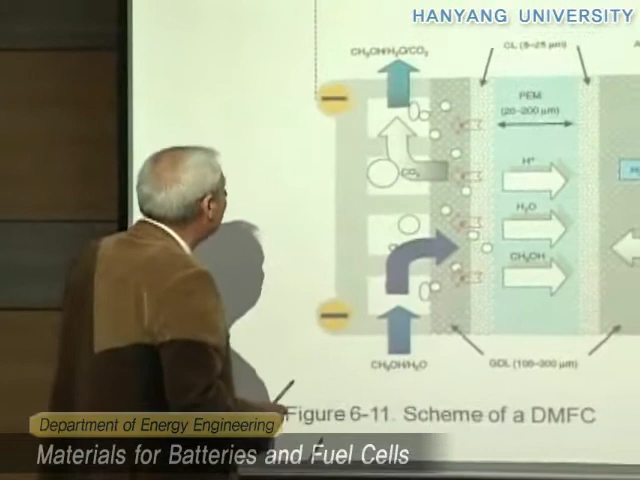 HANYANG UNIVERSITY
CH₃OH/H₂O/CO₂
CL (5–25 µm)
PEM
(20–200 µm)
H⁺
CO₂
H₂O
CH₃OH
CH₃OH/H₂O
GDL (100–300 µm)
Figure 6-11. Scheme of a DMFC
Department of Energy Engineering
Materials for Batteries and Fuel Cells